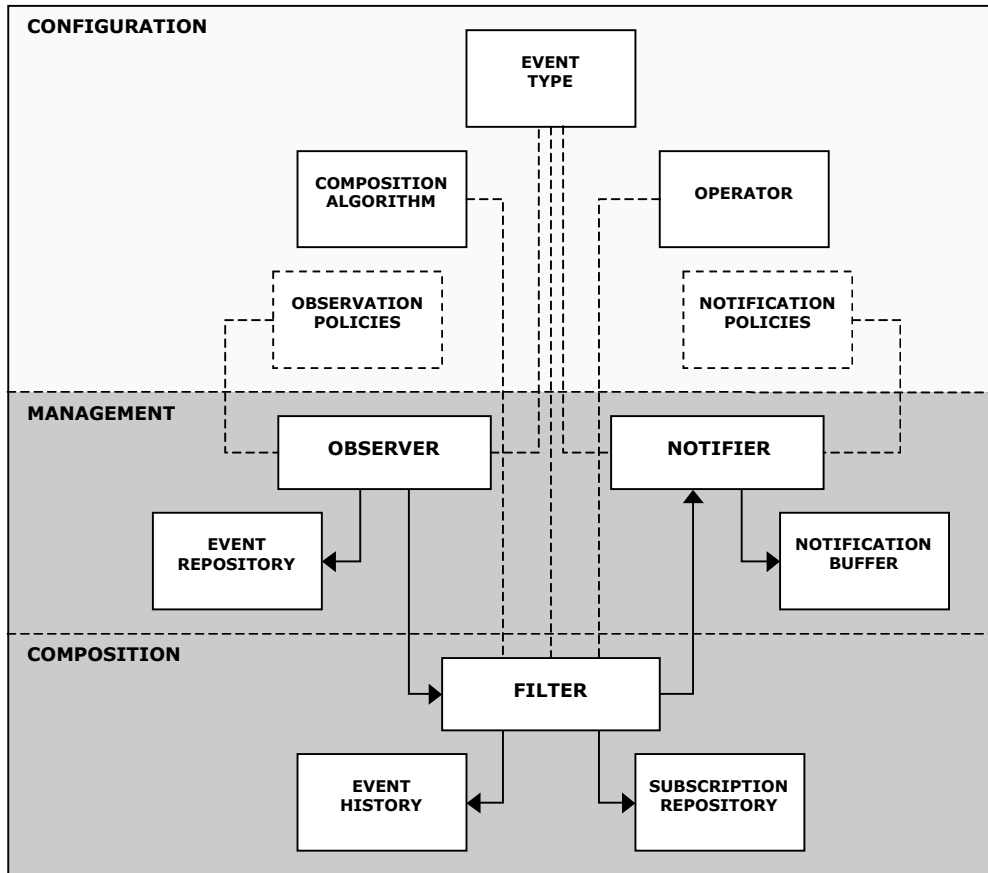 CONFIGURATION
EVENT
TYPE
COMPOSITION
ALGORITHM
OPERATOR
OBSERVATION
POLICIES
NOTIFICATION
POLICIES
MANAGEMENT
OBSERVER
NOTIFIER
EVENT
REPOSITORY
NOTIFICATION
BUFFER
COMPOSITION
FILTER
EVENT
HISTORY
SUBSCRIPTION
REPOSITORY